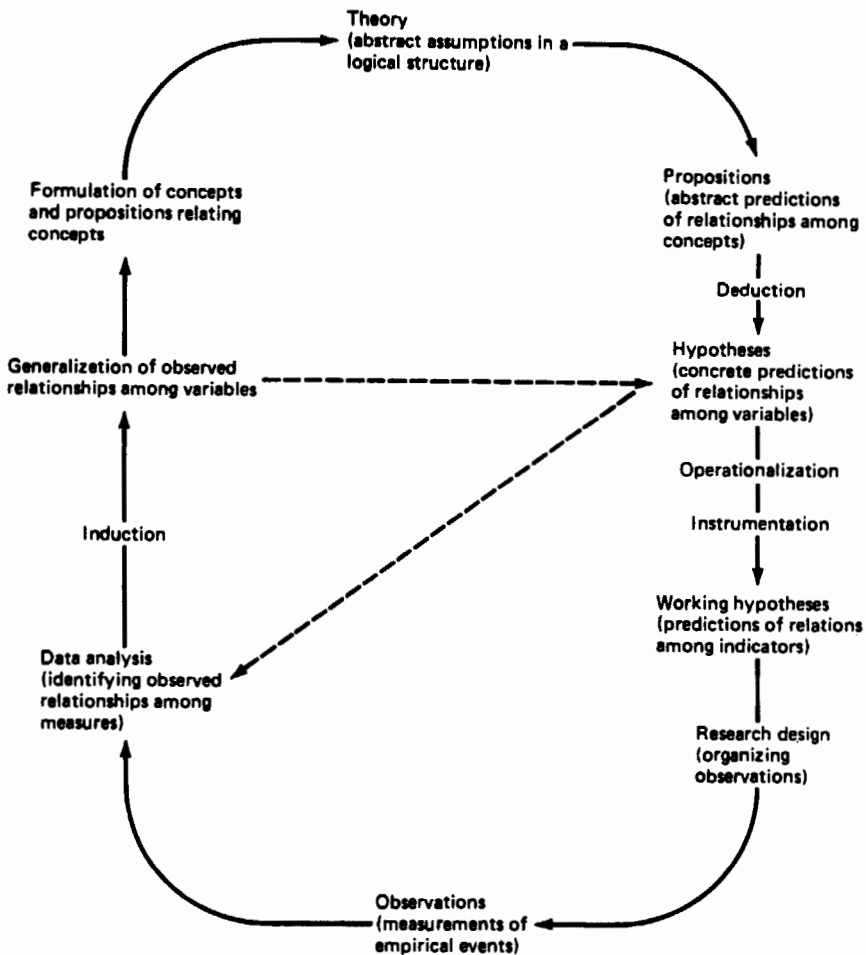 Theory
(abstract assumptions in a
logical structure)
Formulation of concepts
and propositions relating
concepts
Propositions
(abstract predictions
of relationships among
concepts)
Deduction
Generalizetion of observed
relationships among variables
Hypotheses
(concrete predictions
of relationships
among variables)
Operationalization
Instrumentation
Induction
Working hypotheses
(predictions of relations
among indicators)
Data analysis
(identifying observed
relationships among
measures)
Research design
(organizing
observations)
Observations
(measurements of
empirical events)